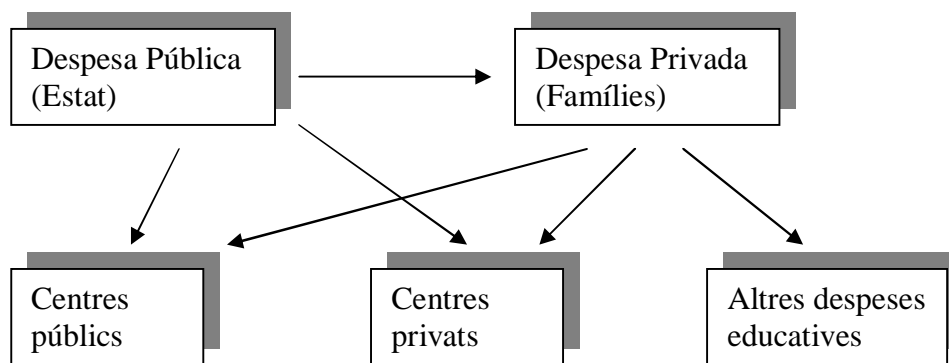 Despesa Pública
(Estat)
Despesa Privada
(Famílies)
Centres
públics
Centres
privats
Altres despeses
educatives